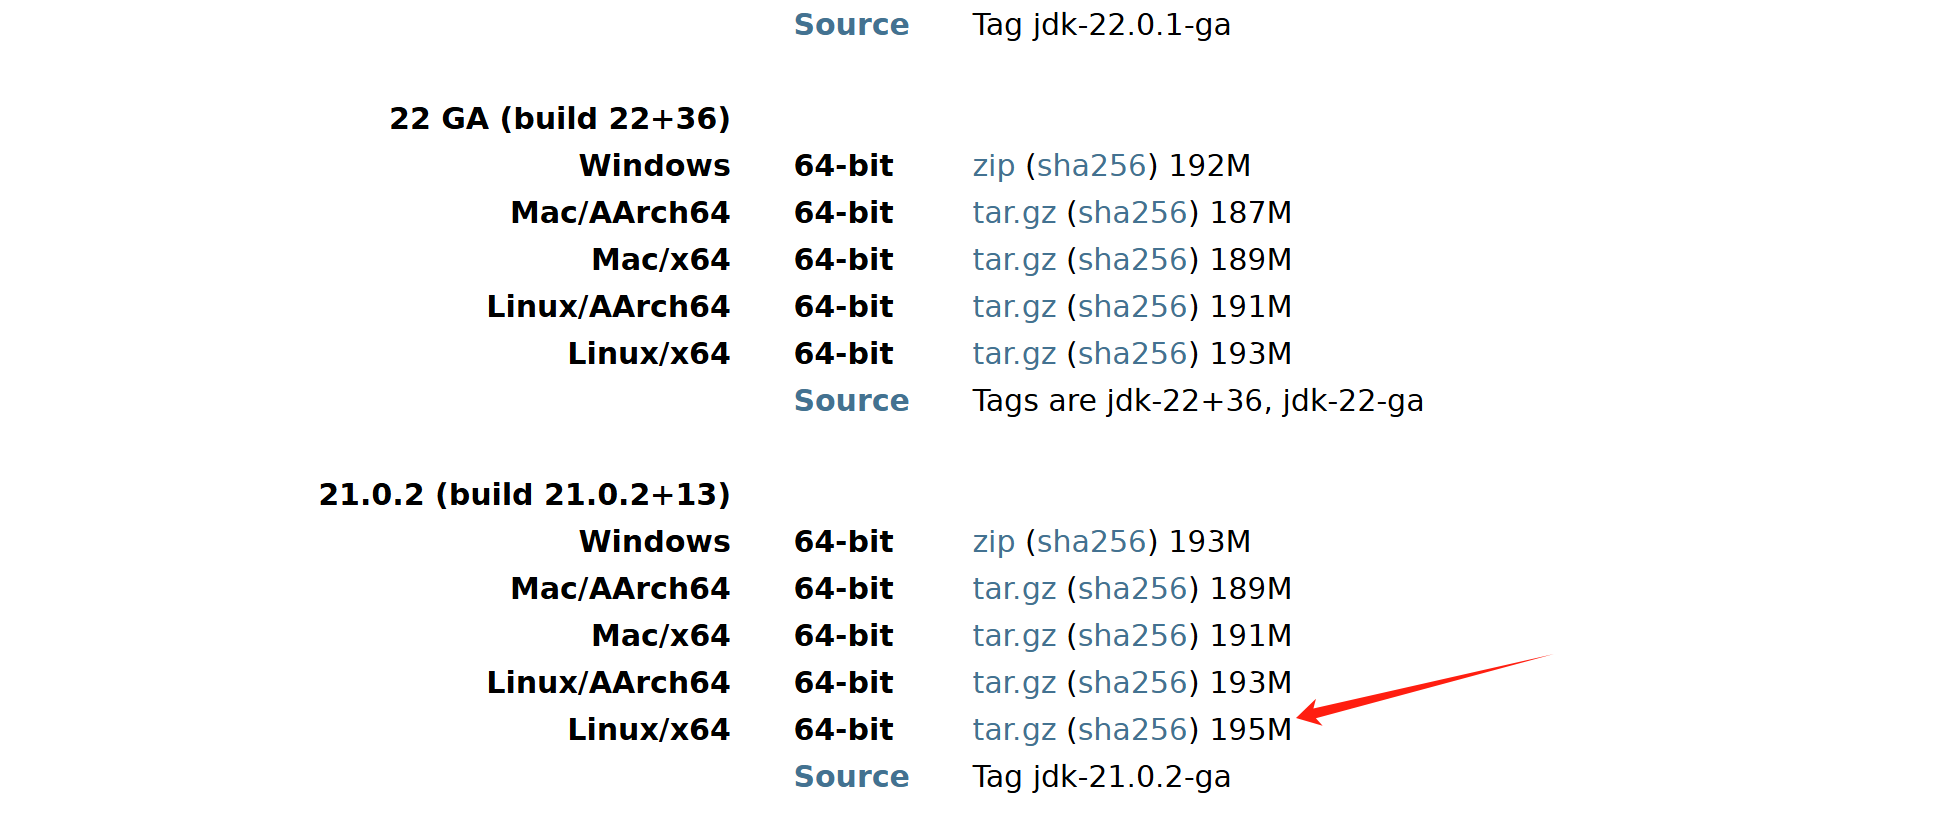 Source Tag jdk-22.0.1-ga
22 GA (build 22+36)
Windows 64-bit zip (sha256) 192M
Mac/AArch64 64-bit tar.gz (sha256) 187M
Mac/x64 64-bit tar.gz (sha256) 189M
Linux/AArch64 64-bit tar.gz (sha256) 191M
Linux/x64 64-bit tar.gz (sha256) 193M
Source Tags are jdk-22+36, jdk-22-ga
21.0.2 (build 21.0.2+13)
Windows 64-bit zip (sha256) 193M
Mac/AArch64 64-bit tar.gz (sha256) 189M
Mac/x64 64-bit tar.gz (sha256) 191M
Linux/AArch64 64-bit tar.gz (sha256) 193M
Linux/x64 64-bit tar.gz (sha256) 195M
Source Tag jdk-21.0.2-ga